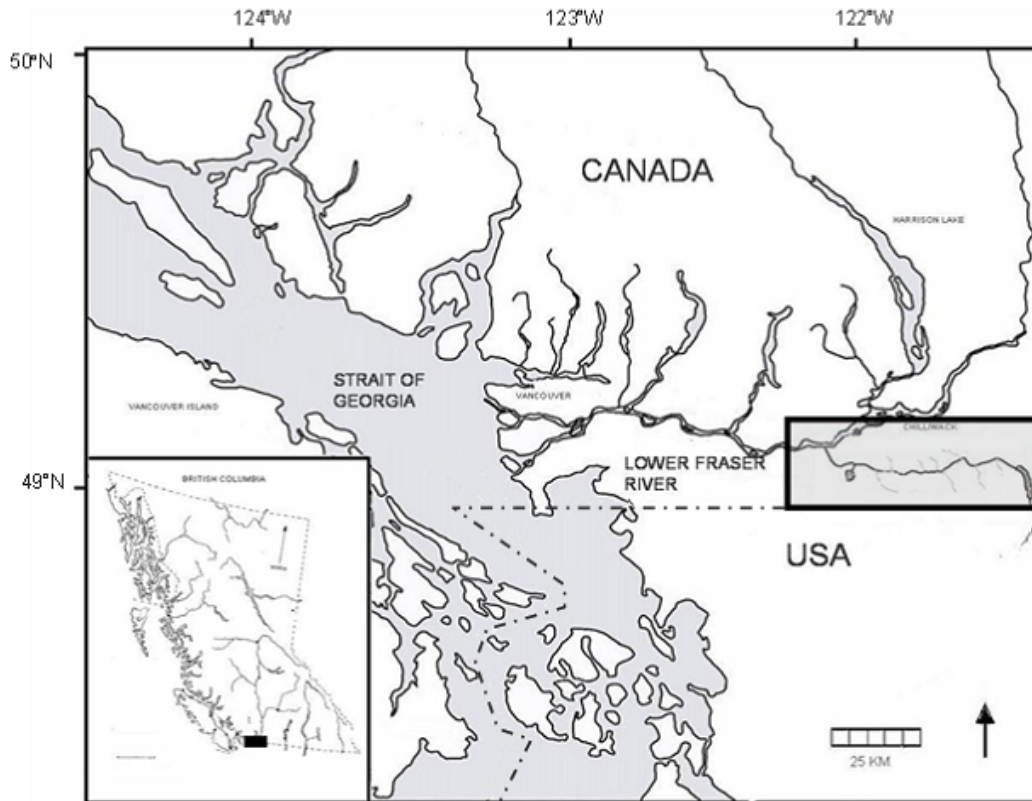 124°W
123°W
122°W
50°N
CANADA
HARRISON LAKE
STRAIT OF
GEORGIA
VANCOUVER
VANCOUVER ISLAND
CHILLIWACK
LOWER FRASER
RIVER
49°N
BRITISH COLUMBIA
USA
25 KM